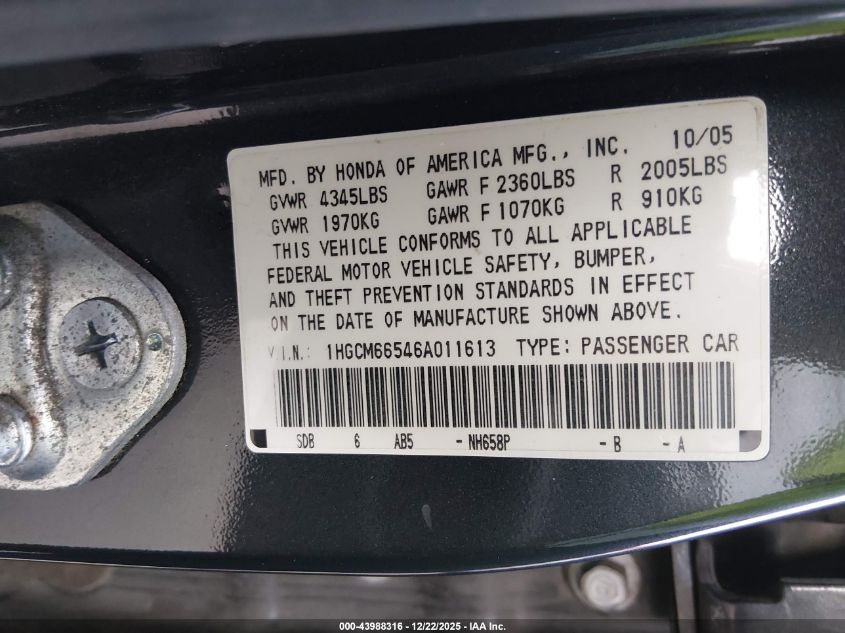 MFD. BY HONDA OF AMERICA MFG., INC. 10/05
GVWR 4345LBS GAWR F 2360LBS R 2005LBS
GVWR 1970KG GAWR F 1070KG R 910KG
THIS VEHICLE CONFORMS TO ALL APPLICABLE
FEDERAL MOTOR VEHICLE SAFETY, BUMPER,
AND THEFT PREVENTION STANDARDS IN EFFECT
ON THE DATE OF MANUFACTURE SHOWN ABOVE.
V.I.N.: 1HGCM66546A011613 TYPE: PASSENGER CAR
SDB 6 AB5 -NH658P -B -A
000-43988316 - 12/22/2025 - IAA Inc.